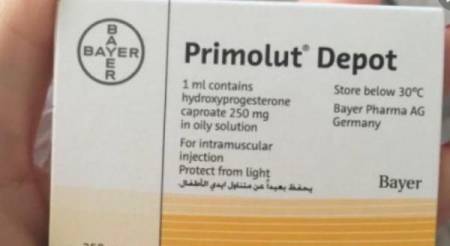 BAYER
BAYER
Primolut® Depot
1 ml contains
hydroxyprogesterone
caproate 250 mg
in oily solution
For intramuscular
injection
Protect from light
يحفظ بعيداً عن متناول ايدي الأطفال.
Store below 30°C
Bayer Pharma AG
Germany
Bayer